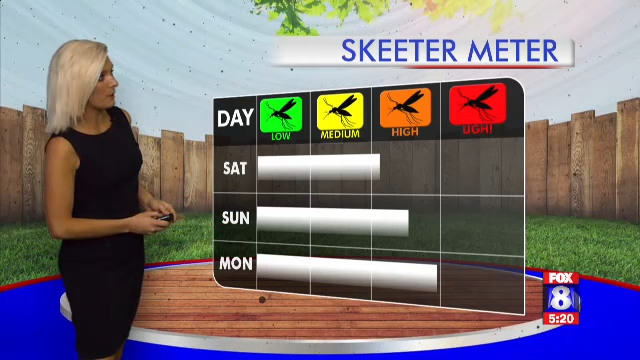 SKEETER METER
DAY LOW MEDIUM HIGH UGH!
SAT
SUN
MON
FOX
8
5:20